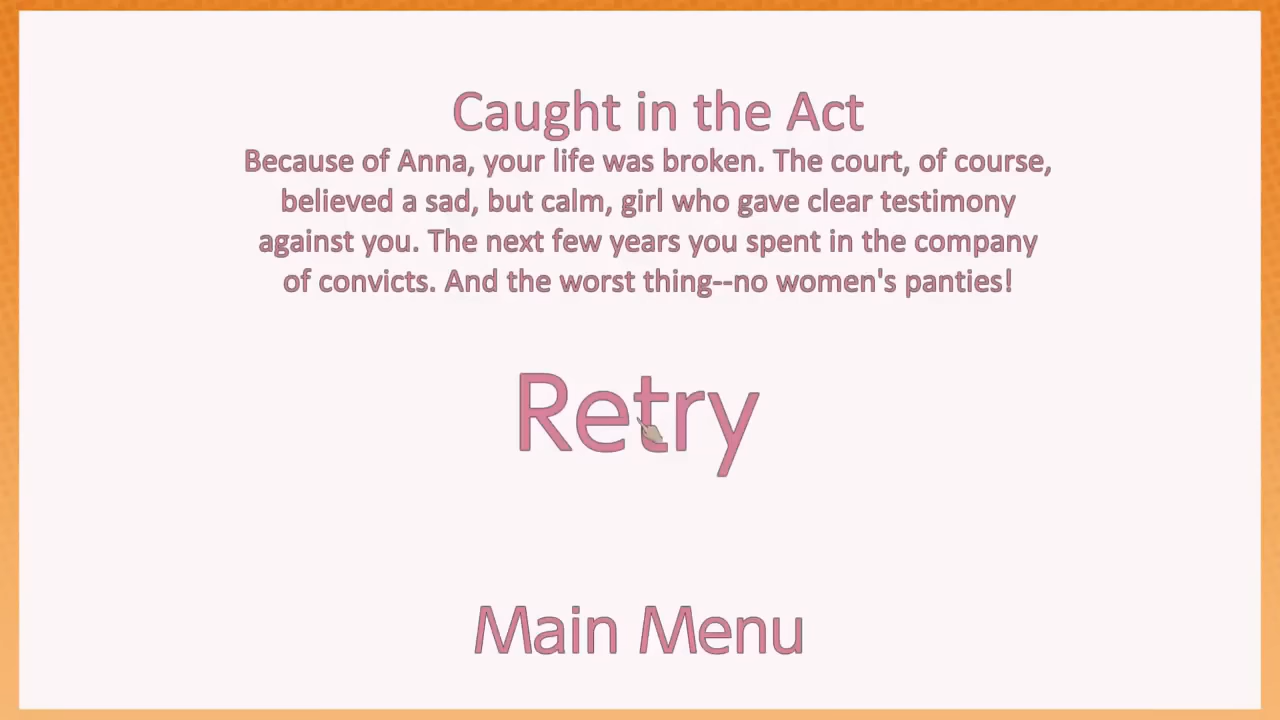 Caught in the Act
Because of Anna, your life was broken. The court, of course,
believed a sad, but calm, girl who gave clear testimony
against you. The next few years you spent in the company
of convicts. And the worst thing--no women's panties!
Retry
Main Menu